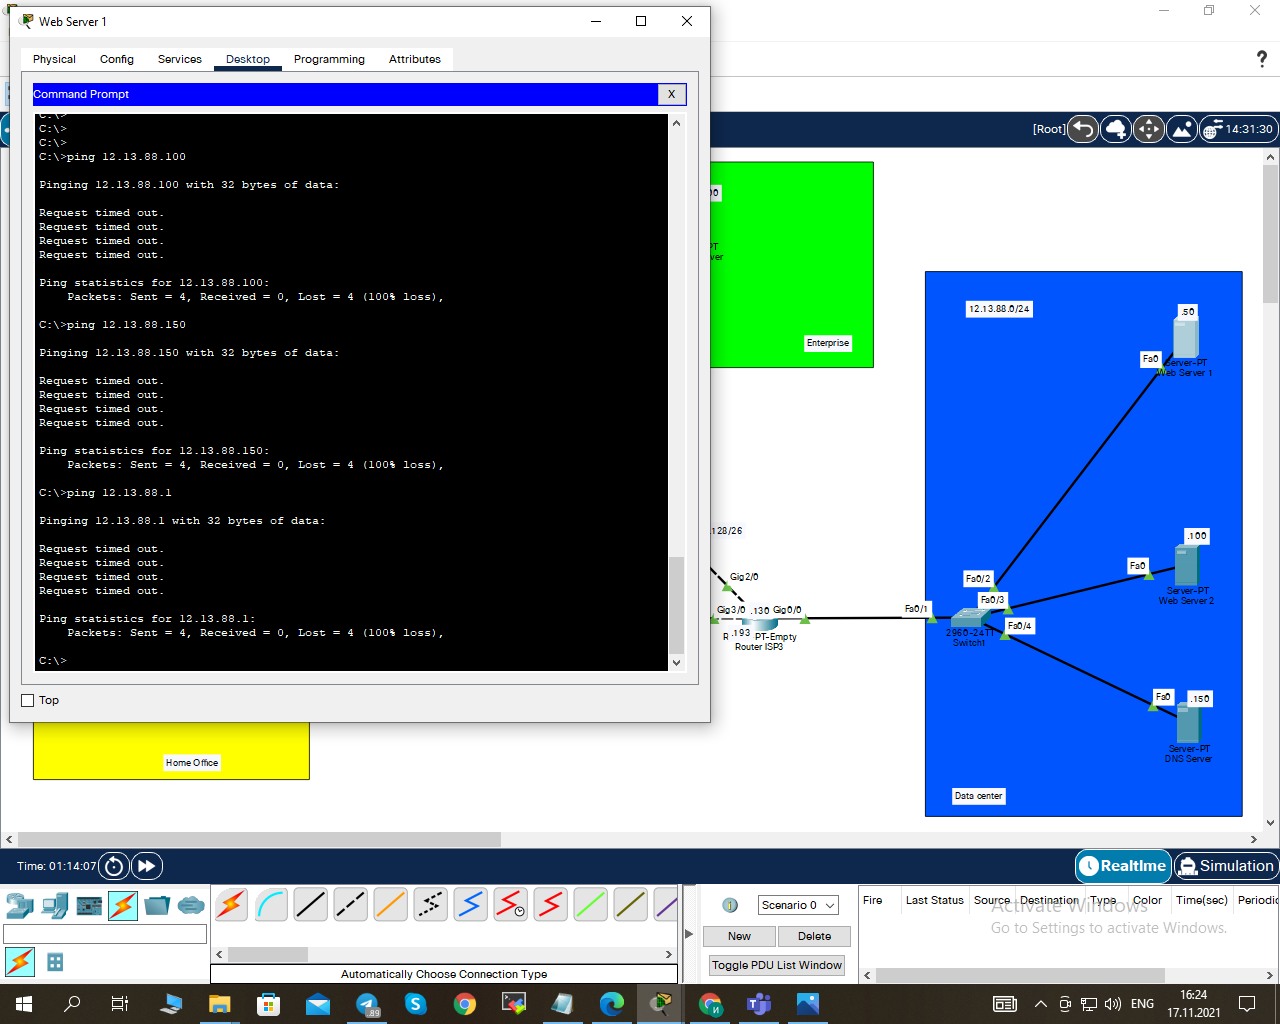 Web Server 1
Physical Config Services Desktop Programming Attributes
Command Prompt X
C:\>
C:\>
C:\>
C:\>ping 12.13.88.100
Pinging 12.13.88.100 with 32 bytes of data:
Request timed out.
Request timed out.
Request timed out.
Request timed out.
Ping statistics for 12.13.88.100:
Packets: Sent = 4, Received = 0, Lost = 4 (100% loss),
C:\>ping 12.13.88.150
Pinging 12.13.88.150 with 32 bytes of data:
Request timed out.
Request timed out.
Request timed out.
Request timed out.
Ping statistics for 12.13.88.150:
Packets: Sent = 4, Received = 0, Lost = 4 (100% loss),
C:\>ping 12.13.88.1
Pinging 12.13.88.1 with 32 bytes of data:
Request timed out.
Request timed out.
Request timed out.
Request timed out.
Ping statistics for 12.13.88.1:
Packets: Sent = 4, Received = 0, Lost = 4 (100% loss),
C:\>
Top
?
[Root] 14:31:30
Enterprise
12.13.88.0/24
.50
Fa0
Server-PT
Web Server 1
.128/26
Gig2/0
Gig3/0 .130 Gig0/0
.193 PT-Empty
Router ISP3
Fa0/1
Fa0/2
Fa0/3
Fa0/4
2960-24TT
Switch1
.100
Fa0
Server-PT
Web Server 2
Fa0 .150
Server-PT
DNS Server
Data center
Home Office
Time: 01:14:07
Realtime Simulation
Scenario 0
New Delete
Toggle PDU List Window
Automatically Choose Connection Type
Fire Last Status Source Destination Type Color Time(sec) Periodic
Activate Windows
Go to Settings to activate Windows.
.89
ENG
16:24
17.11.2021